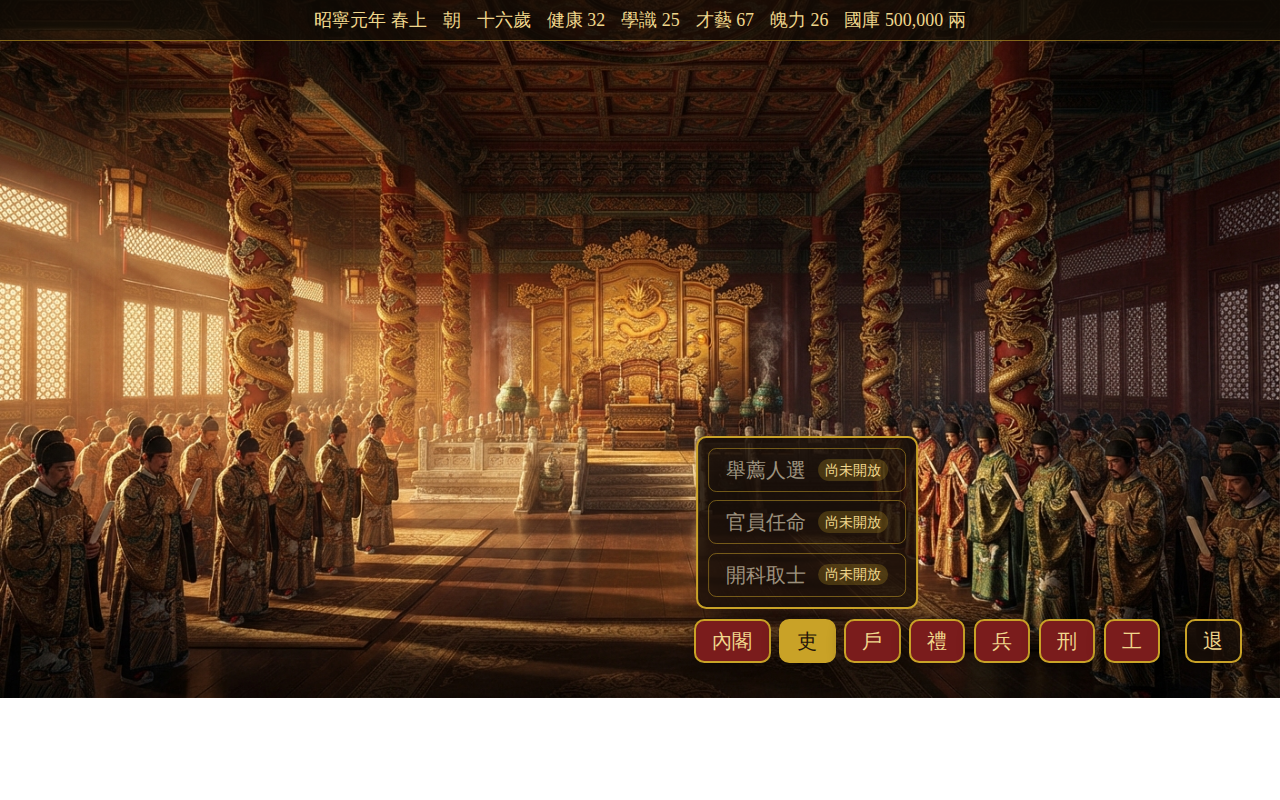 昭寧元年 春上 朝 十六歲 健康 32 學識 25 才藝 67 魄力 26 國庫 500,000 兩
舉薦人選 尚未開放
官員任命 尚未開放
開科取士 尚未開放
內閣 吏 戶 禮 兵 刑 工 退